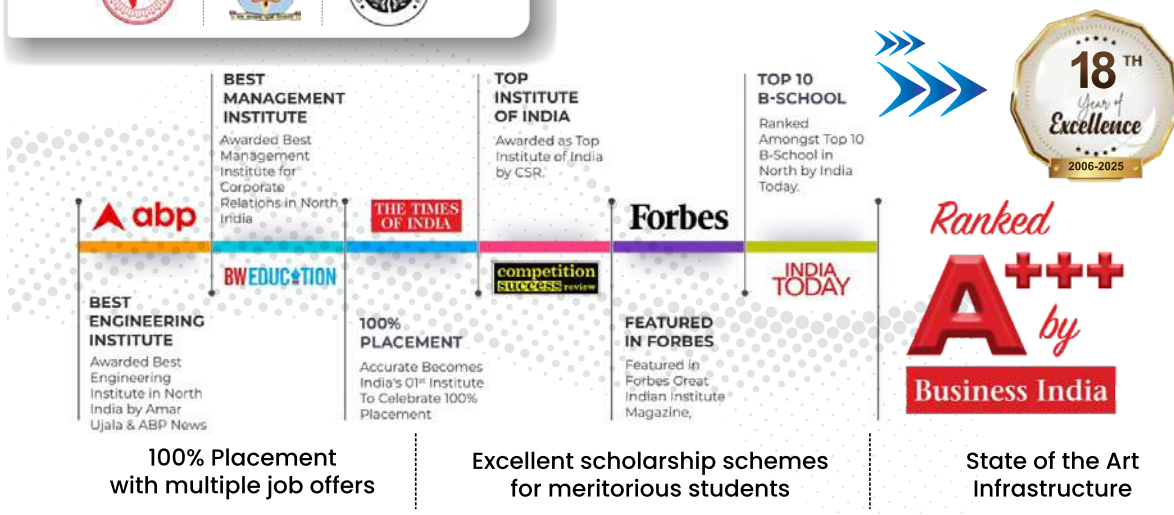 BEST
MANAGEMENT
INSTITUTE
Awarded Best
Management
Institute for
Corporate
Relations in North
India
TOP
INSTITUTE
OF INDIA
Awarded as Top
Institute of India
by CSR.
TOP 10
B-SCHOOL
Ranked
Amongst Top 10
B-School in
North by India
Today.
18 TH
Year of
Excellence
2006-2025
abp
THE TIMES
OF INDIA
Forbes
BWEDUCATION
competition
success review
INDIA
TODAY
Ranked
A+++
by
Business India
BEST
ENGINEERING
INSTITUTE
Awarded Best
Engineering
Institute in North
India by Amar
Ujala & ABP News
100%
PLACEMENT
Accurate Becomes
India's 01st Institute
To Celebrate 100%
Placement
FEATURED
IN FORBES
Featured in
Forbes Great
Indian Institute
Magazine,
100% Placement
with multiple job offers
Excellent scholarship schemes
for meritorious students
State of the Art
Infrastructure